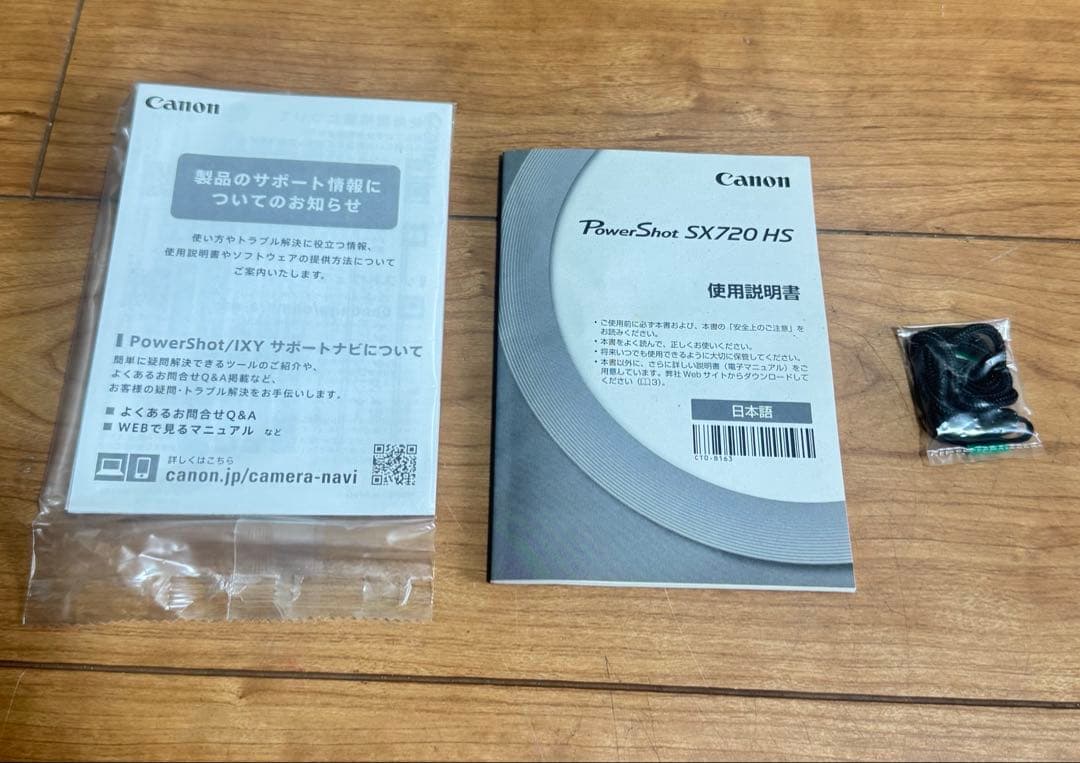 Canon
製品のサポート情報に
ついてのお知らせ
使い方やトラブル解決に役立つ情報、
使用説明書やソフトウェアの提供方法について
ご案内いたします。
PowerShot/IXY サポートナビについて
簡単に疑問解決できるツールのご紹介や、
よくあるお問合せQ&A掲載など、
お客様の疑問・トラブル解決をお手伝いします。
■ よくあるお問合せQ&A
■ WEBで見るマニュアル など
詳しくはこちら
canon.jp/camera-navi
Canon
PowerShot SX720 HS
使用説明書
・ご使用前に必ず本書および、本書の「安全上のご注意」を
お読みください。
・本書をよく読んで、正しくお使いください。
・将来いつでも使用できるように大切に保管してください。
・本書以外に、さらに詳しい説明書（電子マニュアル）をご
用意しています。弊社 Web サイトからダウンロードして
ください（3）。
日本語
CT0-B163